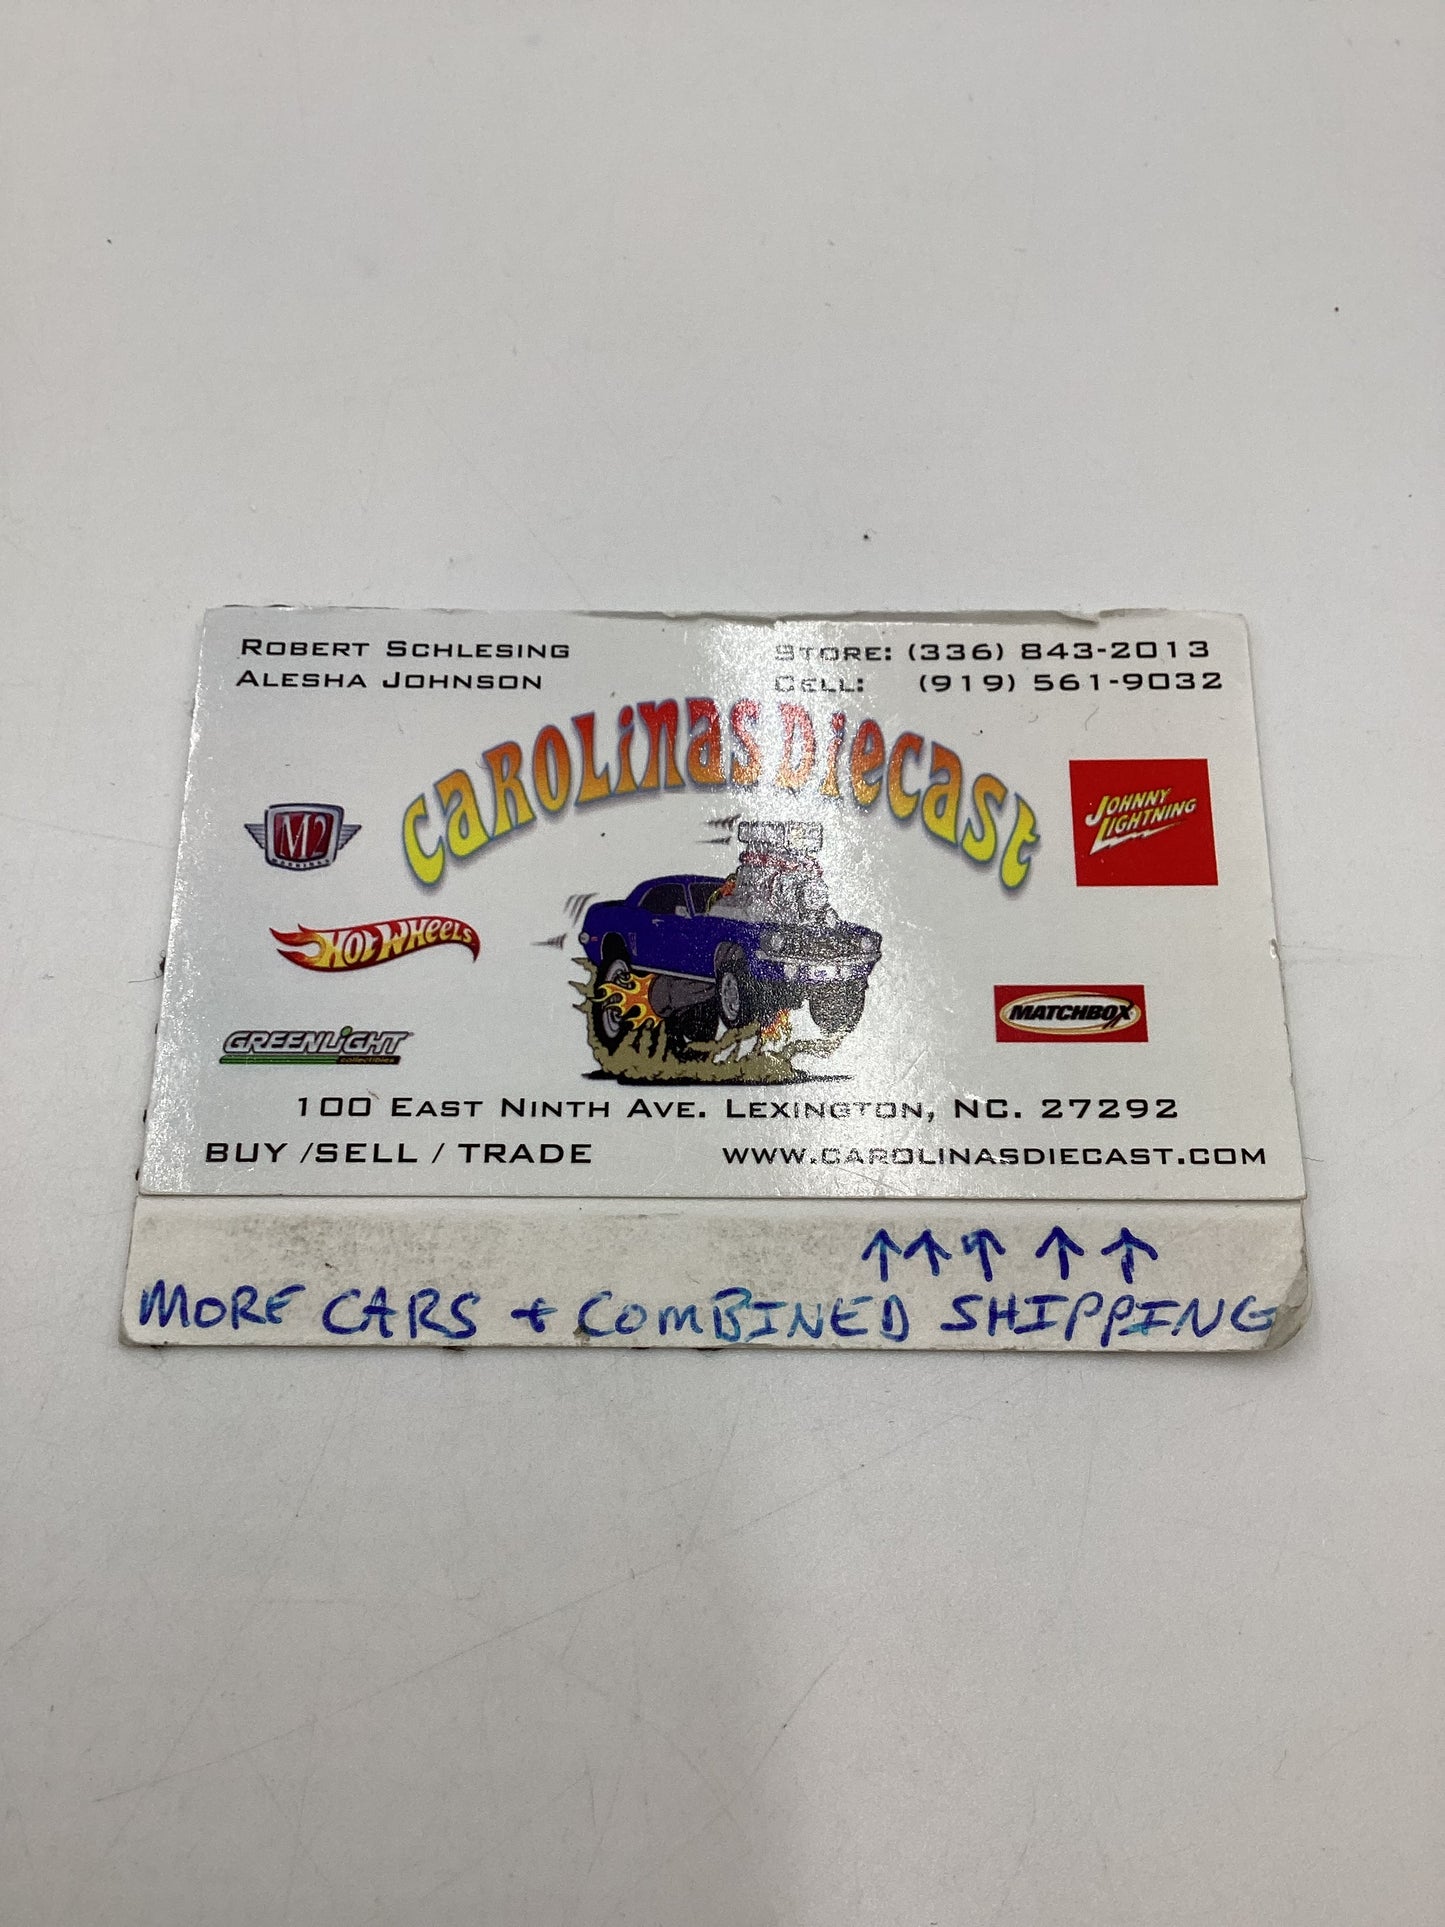 ROBERT SCHLESING
ALESHA JOHNSON
STORE: (336) 843-2013
CELL: (919) 561-9032
CAROLINAS DIECAST
M2
MACHINES
JOHNNY
LIGHTNING
HOT WHEELS
MATCHBOX
GREENLIGHT
collectibles
100 EAST NINTH AVE. LEXINGTON, NC. 27292
BUY /SELL / TRADE
WWW.CAROLINASDIECAST.COM
↑↑↑ ↑ ↑
MORE CARS + COMBINED SHIPPING